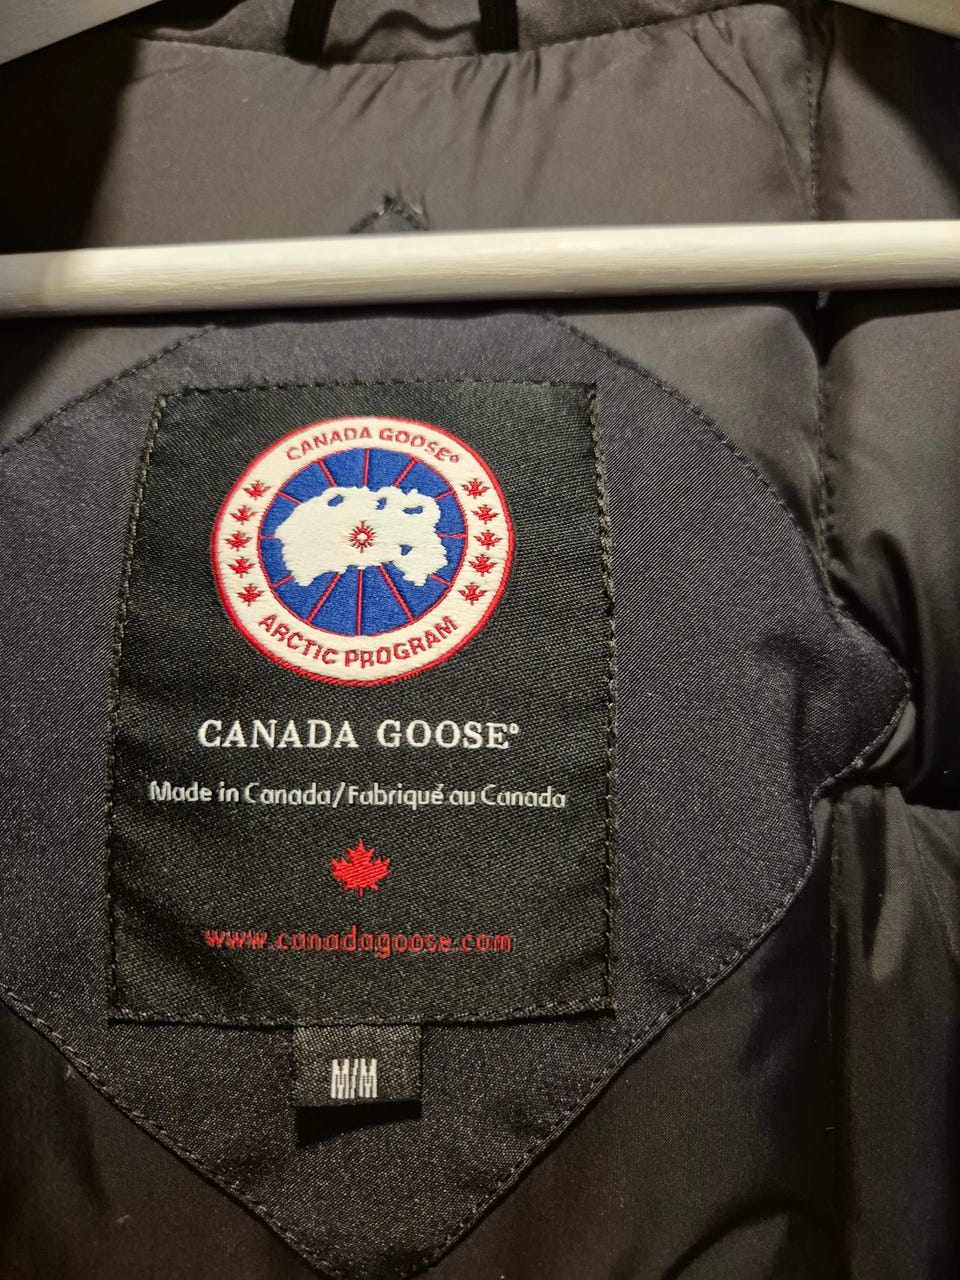 CANADA GOOSE®
ARCTIC PROGRAM
CANADA GOOSE®
Made in Canada/Fabriqué au Canada
www.canadagoose.com
M/M